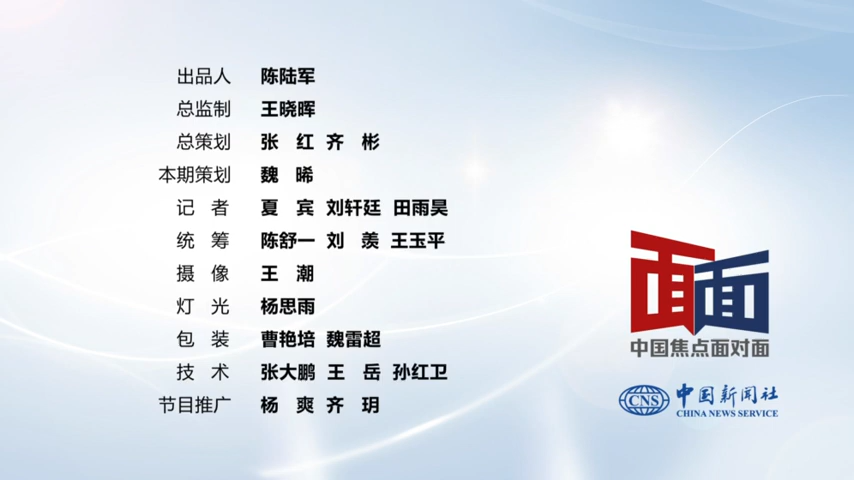 出品人 陈陆军
总监制 王晓晖
总策划 张 红 齐 彬
本期策划 魏 晞
记 者 夏 宾 刘轩廷 田雨昊
统 筹 陈舒一 刘 羡 王玉平
摄 像 王 潮
灯 光 杨思雨
包 装 曹艳培 魏雷超
技 术 张大鹏 王 岳 孙红卫
节目推广 杨 爽 齐 玥
面面
中国焦点面对面
CNS 中国新闻社
CHINA NEWS SERVICE